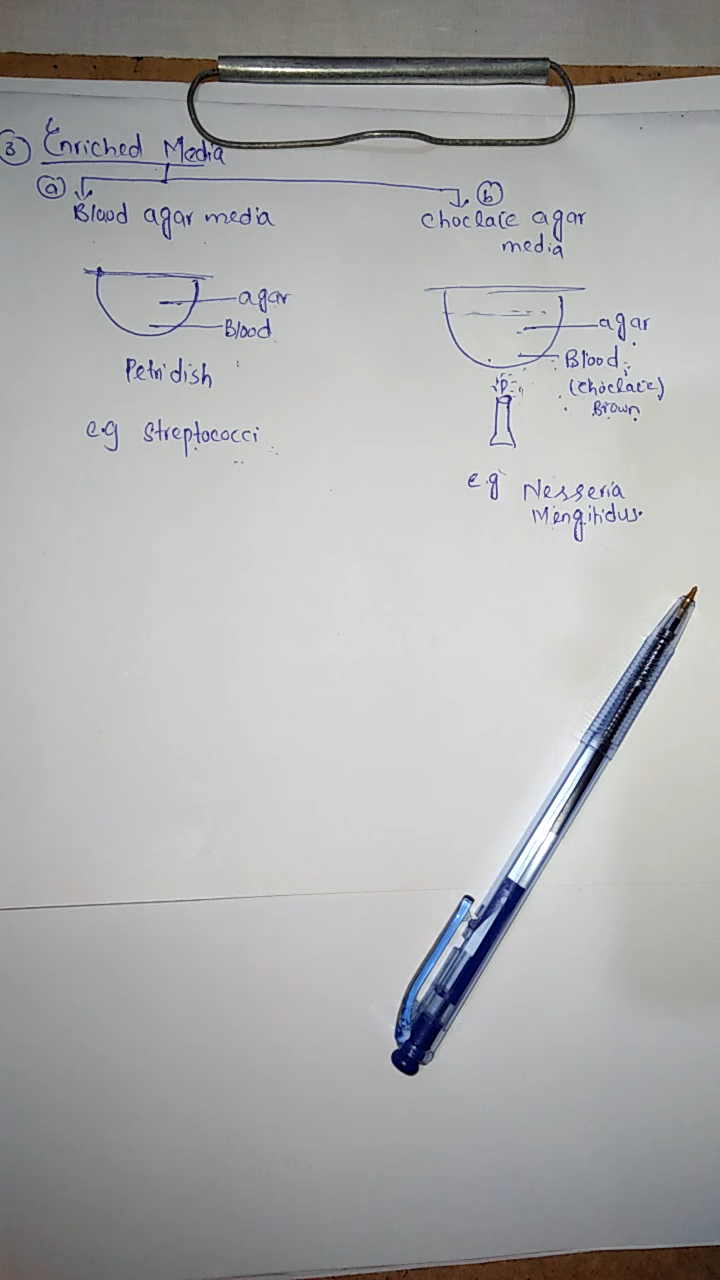 ③ Enriched Media
ⓐ
Blood agar media
agar
Blood
Petridish
e.g Streptococci
ⓑ
Choclate agar
media
agar
Blood
(Choclate)
Brown
e.g Nesseria
Mengitidus.